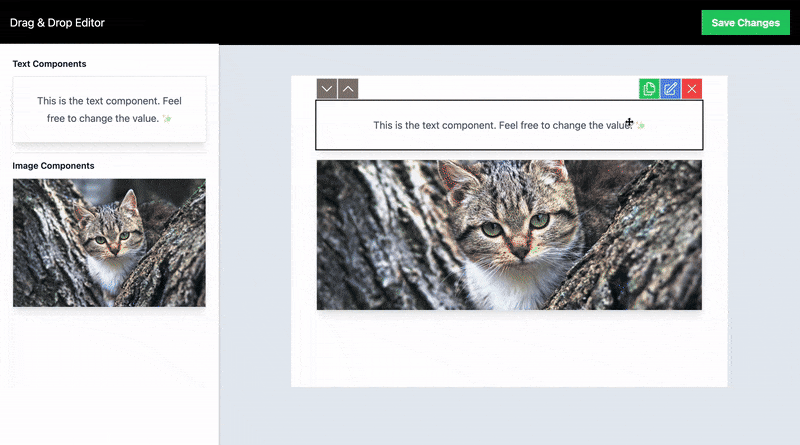 Drag & Drop Editor
Save Changes
Text Components
This is the text component. Feel
free to change the value.
Image Components
This is the text component. Feel free to change the value.